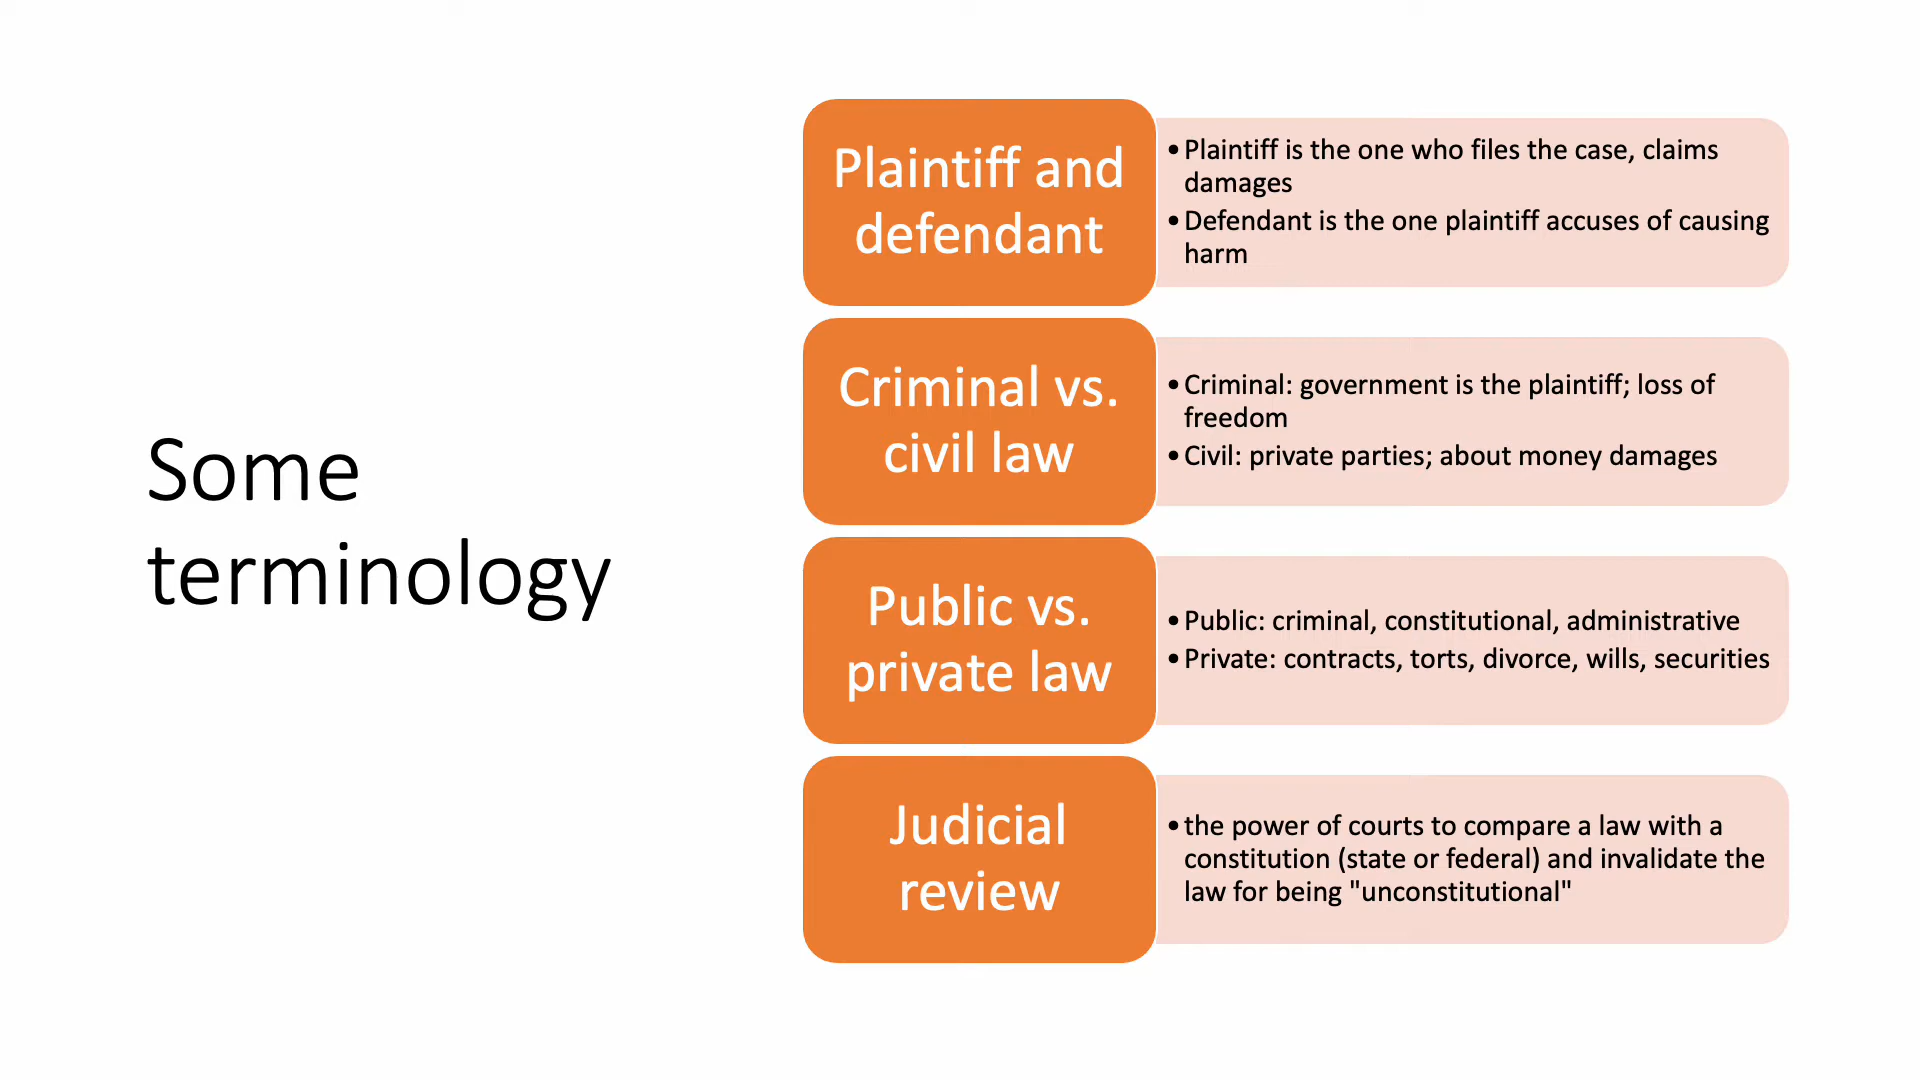 Some
terminology
Plaintiff and
defendant
•Plaintiff is the one who files the case, claims
damages
•Defendant is the one plaintiff accuses of causing
harm
Criminal vs.
civil law
•Criminal: government is the plaintiff; loss of
freedom
•Civil: private parties; about money damages
Public vs.
private law
•Public: criminal, constitutional, administrative
•Private: contracts, torts, divorce, wills, securities
Judicial
review
•the power of courts to compare a law with a
constitution (state or federal) and invalidate the
law for being "unconstitutional"